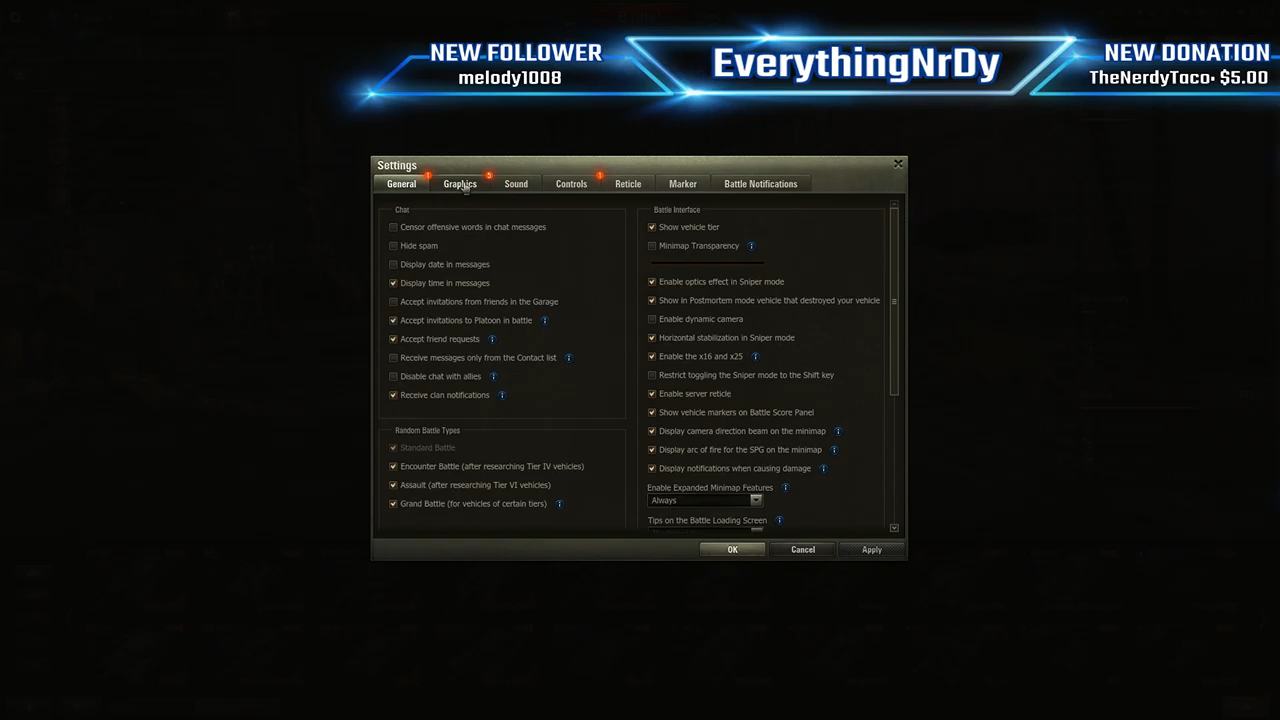 NEW FOLLOWER
melody1008
EverythingNrDy
NEW DONATION
TheNerdyTaco· $5.00
Settings
General
1
Graphics
5
Sound
Controls
1
Reticle
Marker
Battle Notifications
Chat
Censor offensive words in chat messages
Hide spam
Display date in messages
Display time in messages
Accept invitations from friends in the Garage
Accept invitations to Platoon in battle
Accept friend requests
Receive messages only from the Contact list
Disable chat with allies
Receive clan notifications
Random Battle Types
Standard Battle
Encounter Battle (after researching Tier IV vehicles)
Assault (after researching Tier VI vehicles)
Grand Battle (for vehicles of certain tiers)
Battle Interface
Show vehicle tier
Minimap Transparency
Enable optics effect in Sniper mode
Show in Postmortem mode vehicle that destroyed your vehicle
Enable dynamic camera
Horizontal stabilization in Sniper mode
Enable the x16 and x25
Restrict toggling the Sniper mode to the Shift key
Enable server reticle
Show vehicle markers on Battle Score Panel
Display camera direction beam on the minimap
Display arc of fire for the SPG on the minimap
Display notifications when causing damage
Enable Expanded Minimap Features
Always
Tips on the Battle Loading Screen
OK
Cancel
Apply